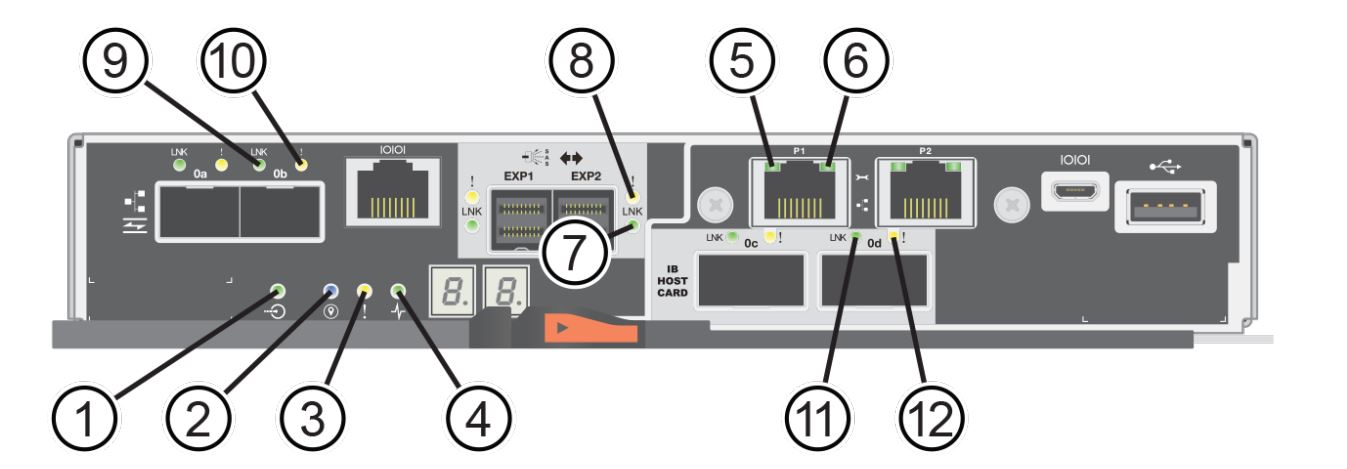 9 10 8 5 6
LNK ! LNK !
0a 0b
IOIOI
S
A
S
EXP1 EXP2
!
LNK
!
LNK
P1 P2
IOIOI
7
LNK 0c !
LNK 0d !
IB
HOST
CARD
!
8. 8.
1 2 3 4 11 12